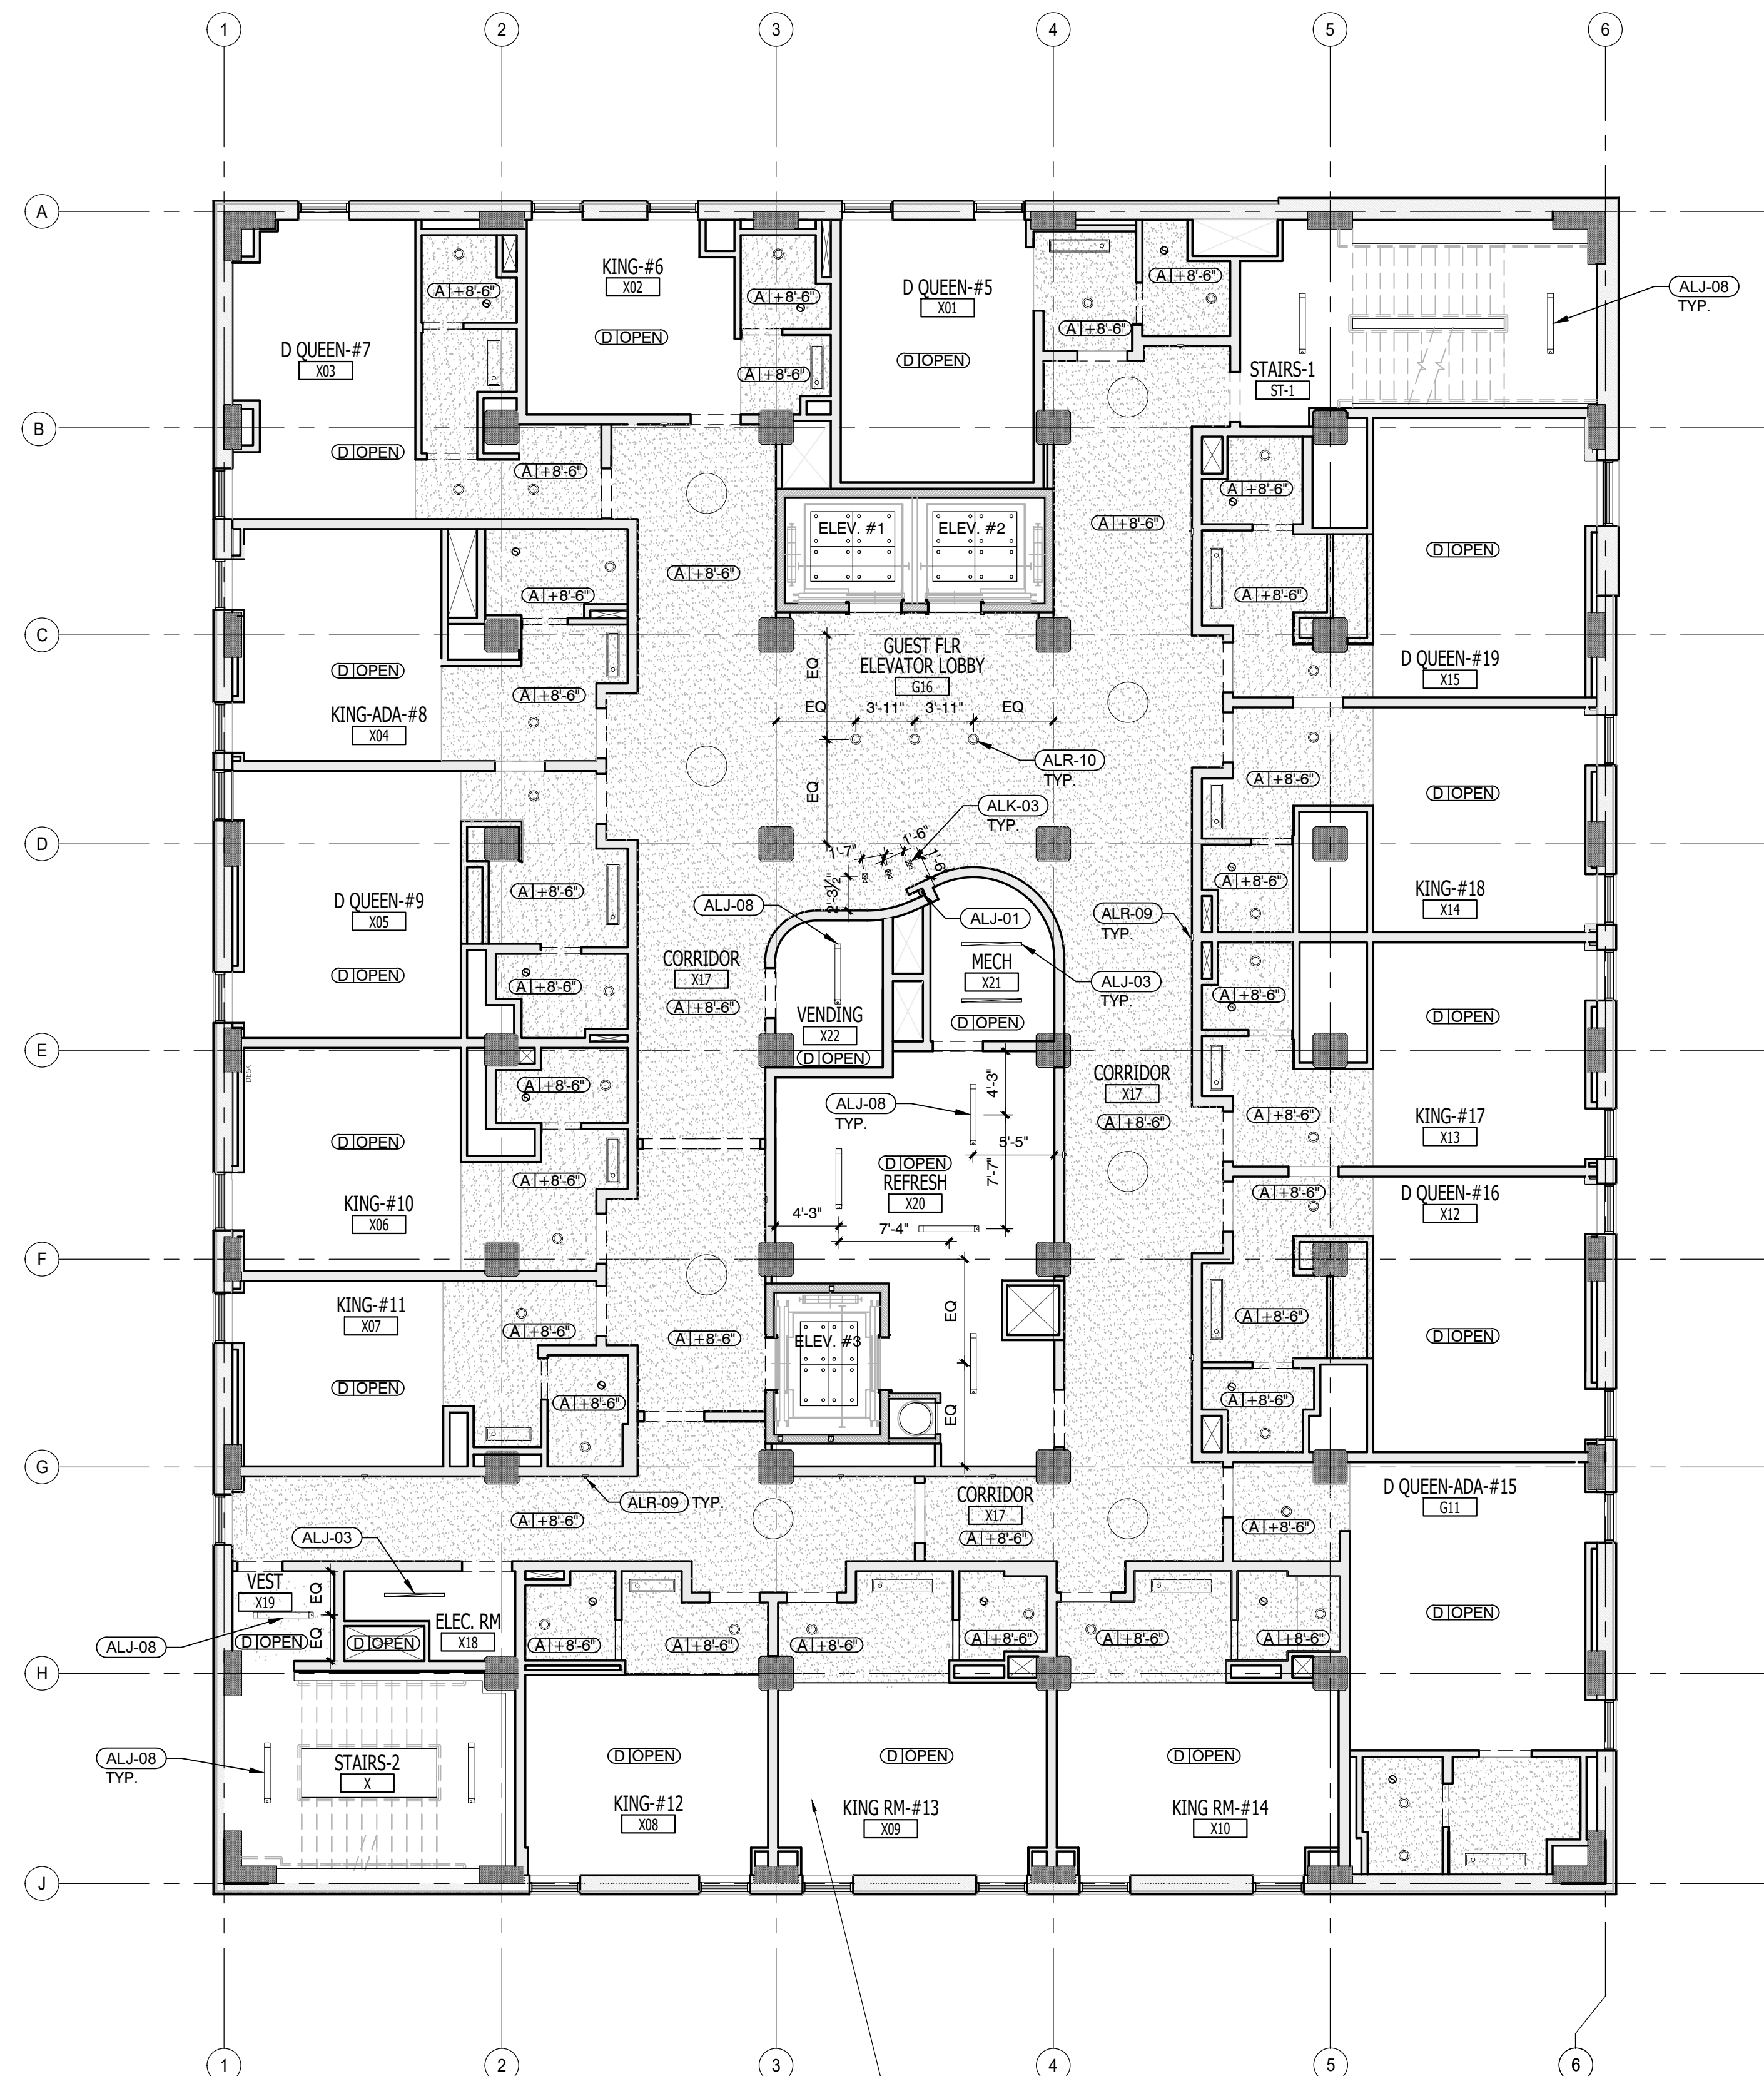 1 2 3 4 5 6
A
B
C
D
E
F
G
H
J
KING-#6
X02
D OPEN
D QUEEN-#5
X01
D OPEN
D QUEEN-#7
X03
D OPEN
A +8'-6"
A +8'-6"
A +8'-6"
A +8'-6"
A +8'-6"
A +8'-6"
STAIRS-1
ST-1
ALJ-08
TYP.
A +8'-6"
A +8'-6"
A +8'-6"
A +8'-6"
A +8'-6"
ELEV. #1
ELEV. #2
D OPEN
D QUEEN-#19
X15
A +8'-6"
A +8'-6"
D OPEN
KING-ADA-#8
X04
GUEST FLR
ELEVATOR LOBBY
G16
EQ
EQ
EQ
3'-11"
3'-11"
EQ
ALR-10
TYP.
ALK-03
TYP.
1'-7"
1'-6"
1'-6"
2'-3½"
A +8'-6"
D OPEN
KING-#18
X14
A +8'-6"
D QUEEN-#9
X05
D OPEN
A +8'-6"
A +8'-6"
ALJ-08
ALJ-01
ALR-09
TYP.
CORRIDOR
X17
A +8'-6"
MECH
X21
D OPEN
ALJ-03
TYP.
VENDING
X22
D OPEN
A +8'-6"
D OPEN
KING-#17
X13
A +8'-6"
DESK
A +8'-6"
D OPEN
KING-#10
X06
A +8'-6"
CORRIDOR
X17
A +8'-6"
ALJ-08
TYP.
4'-3"
5'-5"
7'-7"
D OPEN
REFRESH
X20
4'-3"
7'-4"
EQ
EQ
A +8'-6"
D QUEEN-#16
X12
D OPEN
A +8'-6"
A +8'-6"
KING-#11
X07
D OPEN
A +8'-6"
A +8'-6"
A +8'-6"
ELEV. #3
ALR-09 TYP.
A +8'-6"
CORRIDOR
X17
A +8'-6"
A +8'-6"
D QUEEN-ADA-#15
G11
D OPEN
ALJ-03
VEST
X19
EQ
EQ
D OPEN
D OPEN
ELEC. RM
X18
ALJ-08
A +8'-6"
A +8'-6"
A +8'-6"
A +8'-6"
A +8'-6"
A +8'-6"
ALJ-08
TYP.
STAIRS-2
X
D OPEN
KING-#12
X08
D OPEN
KING RM-#13
X09
D OPEN
KING RM-#14
X10
1 2 3 4 5 6